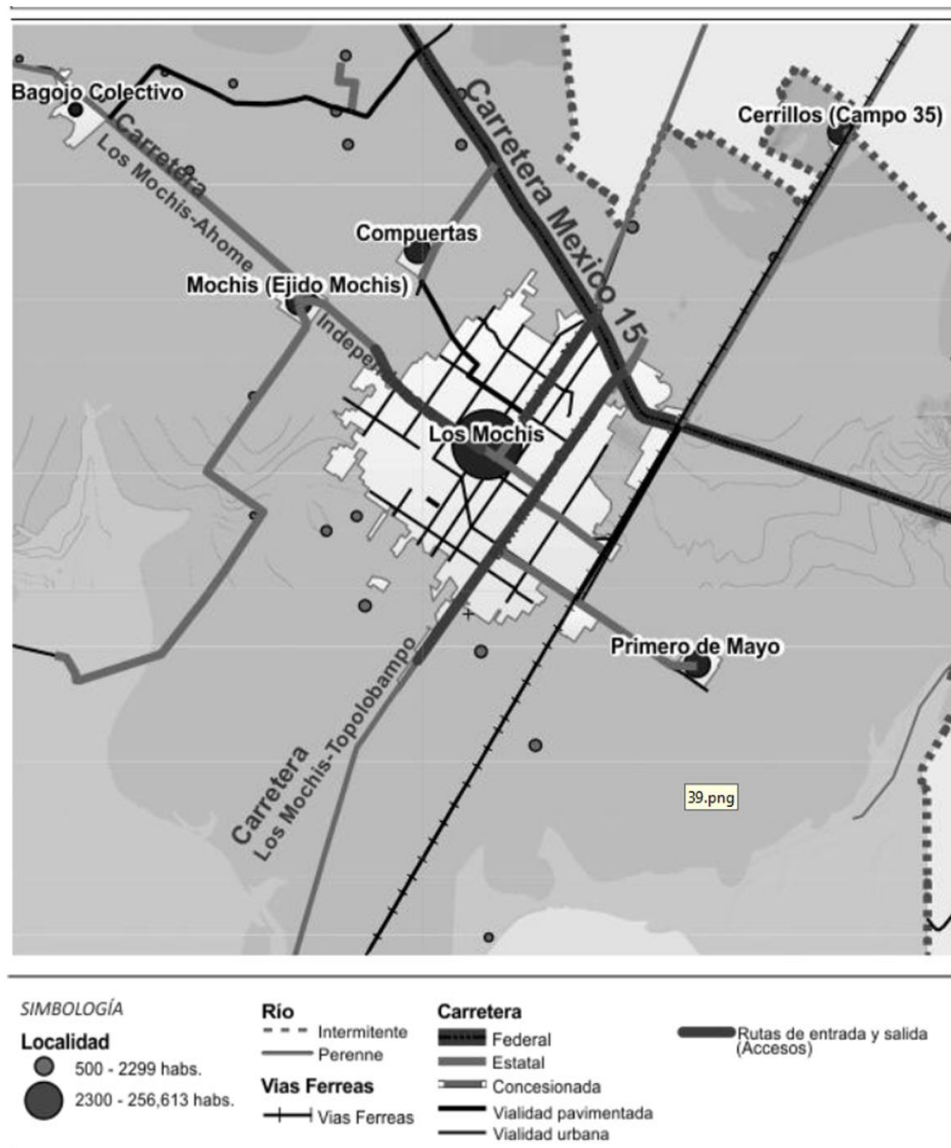 Bagojo Colectivo
Carretera
Los Mochis-Ahome
Carretera Mexico 15
Cerrillos (Campo 35)
Compuertas
Mochis (Ejido Mochis)
Los Mochis
Primero de Mayo
Carretera
Los Mochis-Topolobampo
39.png
SIMBOLOGÍA
Localidad
500 - 2299 habs.
2300 - 256,613 habs.
Río
Intermitente
Perenne
Vias Ferreas
Vias Ferreas
Carretera
Federal
Estatal
Concesionada
Vialidad pavimentada
Vialidad urbana
Rutas de entrada y salida
(Accesos)